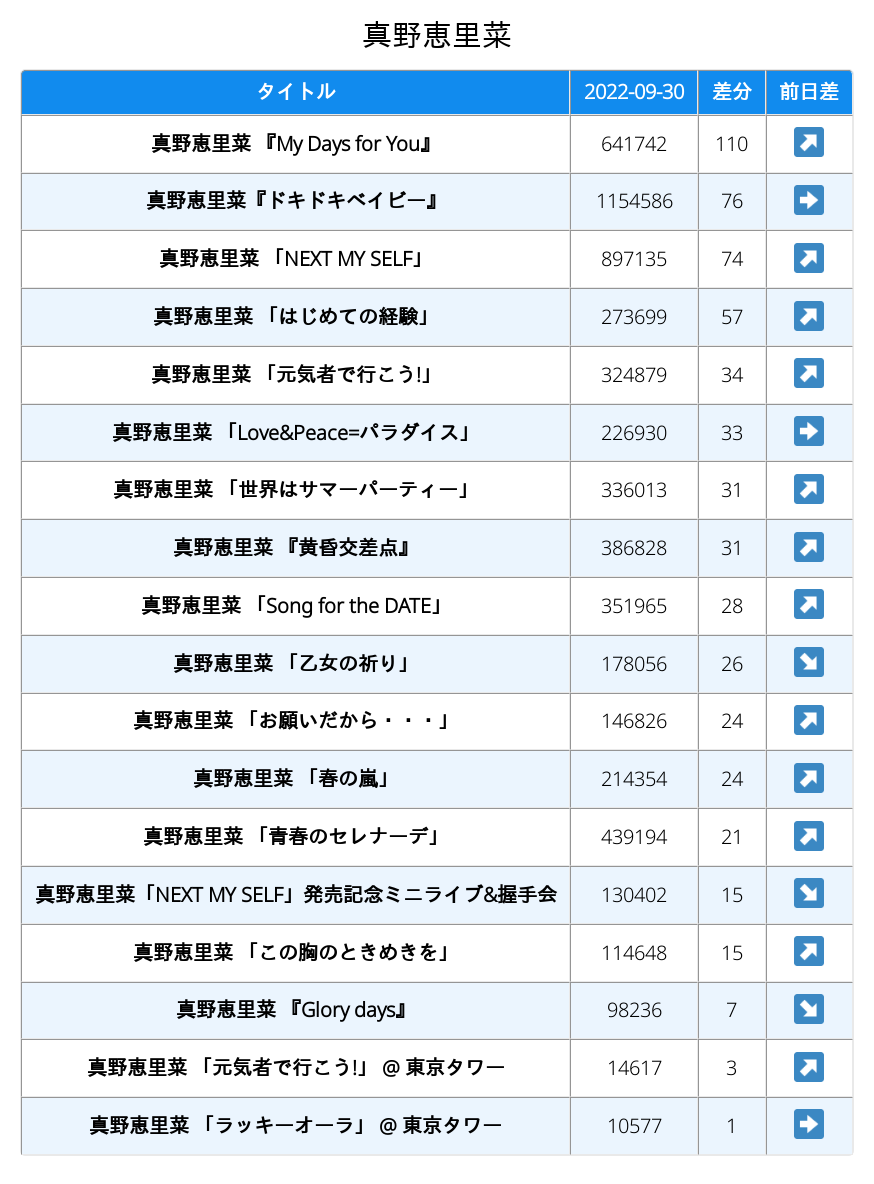 真野恵里菜
タイトル 2022-09-30 差分 前日差
真野恵里菜 『My Days for You』 641742 110
真野恵里菜『ドキドキベイビー』 1154586 76
真野恵里菜 「NEXT MY SELF」 897135 74
真野恵里菜 「はじめての経験」 273699 57
真野恵里菜 「元気者で行こう!」 324879 34
真野恵里菜 「Love&Peace=パラダイス」 226930 33
真野恵里菜 「世界はサマーパーティー」 336013 31
真野恵里菜 『黄昏交差点』 386828 31
真野恵里菜 「Song for the DATE」 351965 28
真野恵里菜 「乙女の祈り」 178056 26
真野恵里菜 「お願いだから・・・」 146826 24
真野恵里菜 「春の嵐」 214354 24
真野恵里菜 「青春のセレナーデ」 439194 21
真野恵里菜「NEXT MY SELF」発売記念ミニライブ&握手会 130402 15
真野恵里菜 「この胸のときめきを」 114648 15
真野恵里菜 『Glory days』 98236 7
真野恵里菜 「元気者で行こう!」 @ 東京タワー 14617 3
真野恵里菜 「ラッキーオーラ」 @ 東京タワー 10577 1